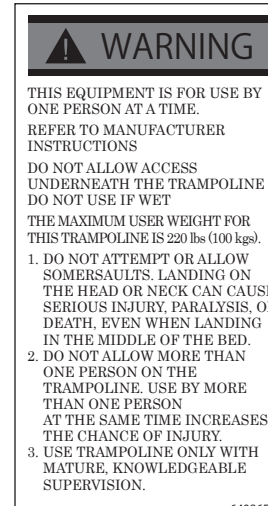 WARNING
THIS EQUIPMENT IS FOR USE BY
ONE PERSON AT A TIME.
REFER TO MANUFACTURER
INSTRUCTIONS
DO NOT ALLOW ACCESS
UNDERNEATH THE TRAMPOLINE
DO NOT USE IF WET
THE MAXIMUM USER WEIGHT FOR
THIS TRAMPOLINE IS 220 lbs (100 kgs).
1. DO NOT ATTEMPT OR ALLOW
SOMERSAULTS. LANDING ON
THE HEAD OR NECK CAN CAUSE
SERIOUS INJURY, PARALYSIS, O
DEATH, EVEN WHEN LANDING
IN THE MIDDLE OF THE BED.
2. DO NOT ALLOW MORE THAN
ONE PERSON ON THE
TRAMPOLINE. USE BY MORE
THAN ONE PERSON
AT THE SAME TIME INCREASES
THE CHANCE OF INJURY.
3. USE TRAMPOLINE ONLY WITH
MATURE, KNOWLEDGEABLE
SUPERVISION.